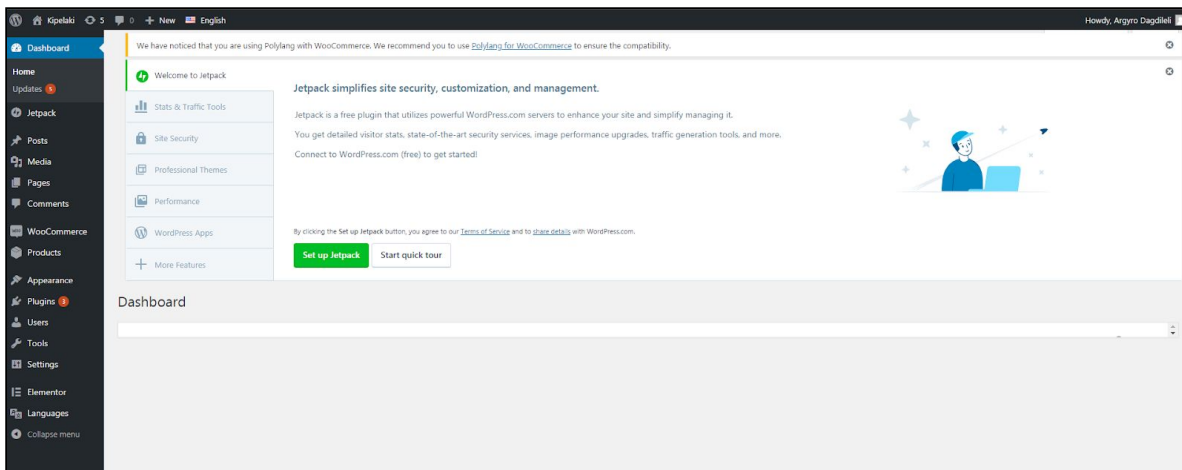 Kipelaki 5 0 New English Howdy, Argyro Dagdileli
Dashboard
Home
Updates 5
Jetpack
Posts
Media
Pages
Comments
WooCommerce
Products
Appearance
Plugins 3
Users
Tools
Settings
Elementor
Languages
Collapse menu
We have noticed that you are using Polylang with WooCommerce. We recommend you to use Polylang for WooCommerce to ensure the compatibility.
Welcome to Jetpack
Stats & Traffic Tools
Site Security
Professional Themes
Performance
WordPress Apps
More Features
Jetpack simplifies site security, customization, and management.
Jetpack is a free plugin that utilizes powerful WordPress.com servers to enhance your site and simplify managing it.
You get detailed visitor stats, state-of-the-art security services, image performance upgrades, traffic generation tools, and more.
Connect to WordPress.com (free) to get started!
By clicking the Set up Jetpack button, you agree to our Terms of Service and to share details with WordPress.com.
Set up Jetpack Start quick tour
Dashboard